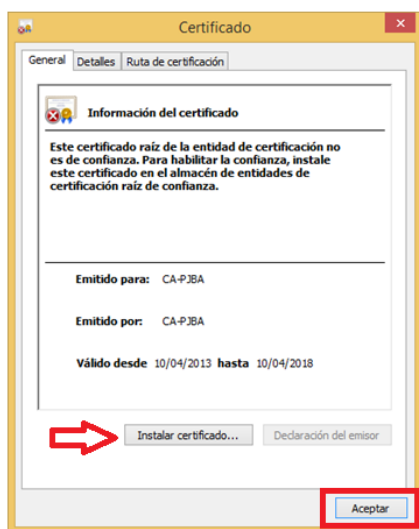 Certificado
General Detalles Ruta de certificación
Información del certificado
Este certificado raíz de la entidad de certificación no
es de confianza. Para habilitar la confianza, instale
este certificado en el almacén de entidades de
certificación raíz de confianza.
Emitido para: CA-PJBA
Emitido por: CA-PJBA
Válido desde 10/04/2013 hasta 10/04/2018
Instalar certificado... Declaración del emisor
Aceptar